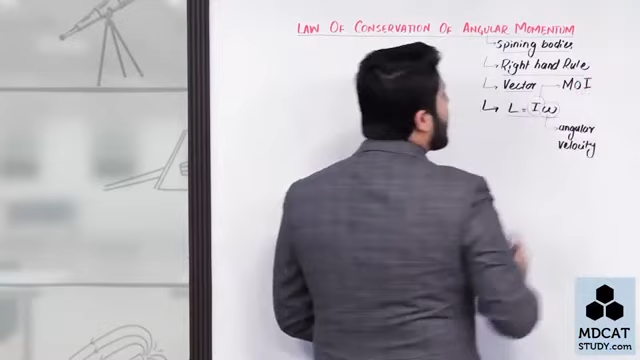 LAW OF CONSERVATION OF ANGULAR MOMENTUM
spining bodies
Right hand Rule
Vector MOI
L = Iω
angular
velocity
MDCAT
STUDY.com